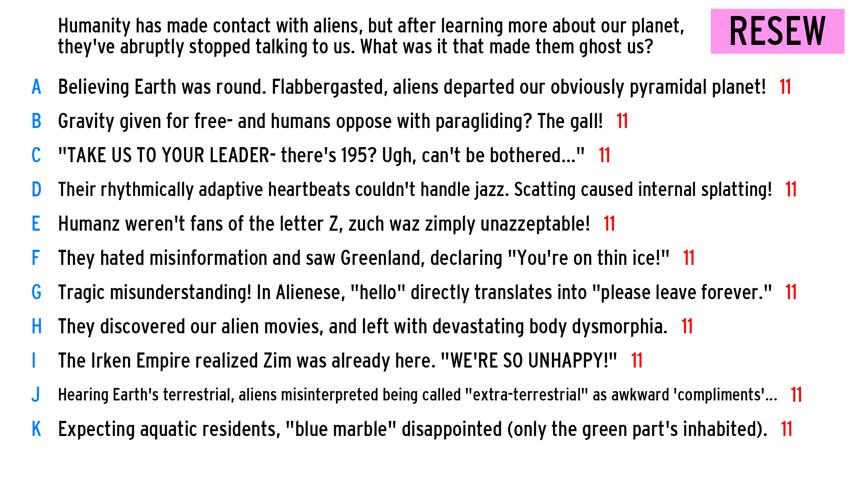 Humanity has made contact with aliens, but after learning more about our planet,
they've abruptly stopped talking to us. What was it that made them ghost us?
RESEW
A Believing Earth was round. Flabbergasted, aliens departed our obviously pyramidal planet! 11
B Gravity given for free- and humans oppose with paragliding? The gall! 11
C "TAKE US TO YOUR LEADER- there's 195? Ugh, can't be bothered..." 11
D Their rhythmically adaptive heartbeats couldn't handle jazz. Scatting caused internal splatting! 11
E Humanz weren't fans of the letter Z, zuch waz zimply unazzeptable! 11
F They hated misinformation and saw Greenland, declaring "You're on thin ice!" 11
G Tragic misunderstanding! In Alienese, "hello" directly translates into "please leave forever." 11
H They discovered our alien movies, and left with devastating body dysmorphia. 11
I The Irken Empire realized Zim was already here. "WE'RE SO UNHAPPY!" 11
J Hearing Earth's terrestrial, aliens misinterpreted being called "extra-terrestrial" as awkward 'compliments'... 11
K Expecting aquatic residents, "blue marble" disappointed (only the green part's inhabited). 11